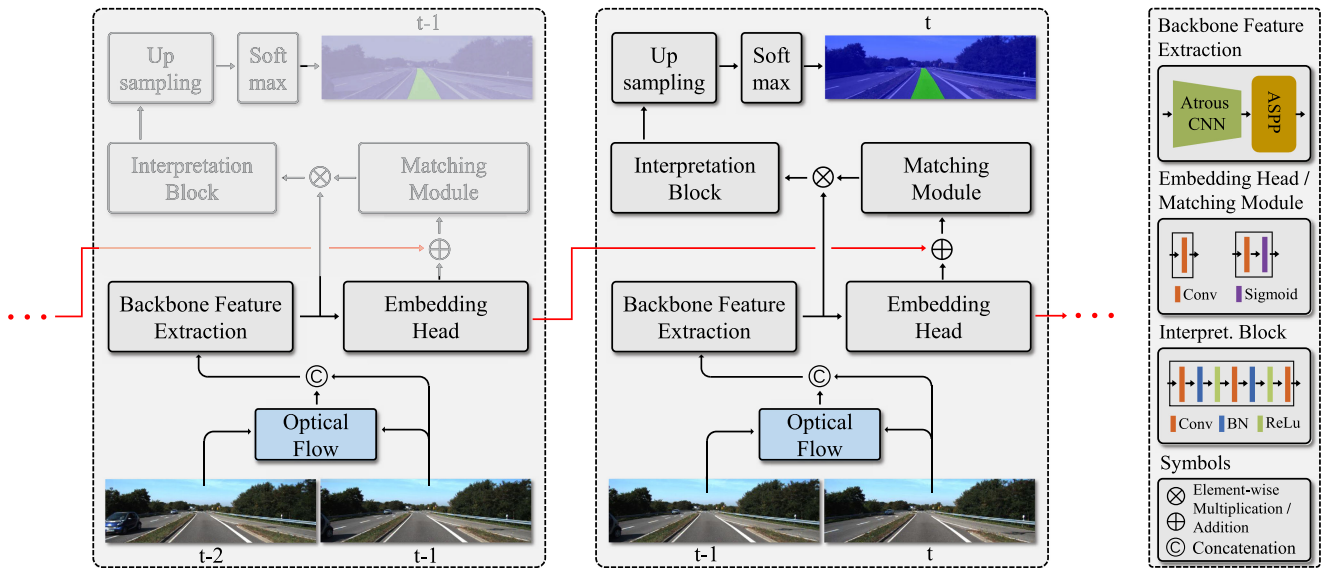 t-1
Up
sampling
Soft
max
Interpretation
Block
Matching
Module
Backbone Feature
Extraction
Embedding
Head
C
Optical
Flow
t-2
t-1
t
Up
sampling
Soft
max
Interpretation
Block
Matching
Module
Backbone Feature
Extraction
Embedding
Head
C
Optical
Flow
t-1
t
Backbone Feature
Extraction
Atrous
CNN
ASPP
Embedding Head /
Matching Module
Conv
Sigmoid
Interpret. Block
Conv
BN
ReLu
Symbols
Element-wise
Multiplication /
Addition
C Concatenation